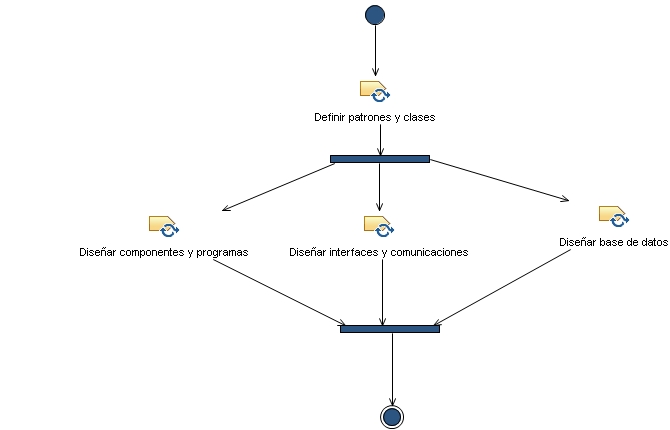 Definir patrones y clases
Diseñar componentes y programas
Diseñar interfaces y comunicaciones
Diseñar base de datos